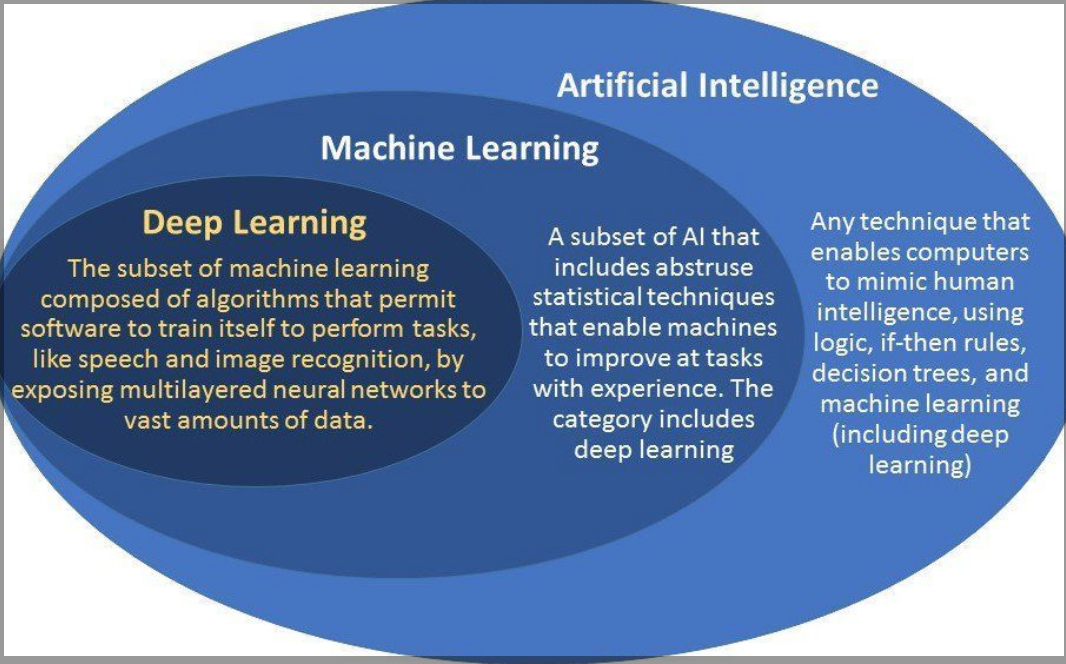 Artificial Intelligence
Machine Learning
Deep Learning
The subset of machine learning
composed of algorithms that permit
software to train itself to perform tasks,
like speech and image recognition, by
exposing multilayered neural networks to
vast amounts of data.
A subset of AI that
includes abstruse
statistical techniques
that enable machines
to improve at tasks
with experience. The
category includes
deep learning
Any technique that
enables computers
to mimic human
intelligence, using
logic, if-then rules,
decision trees, and
machine learning
(including deep
learning)